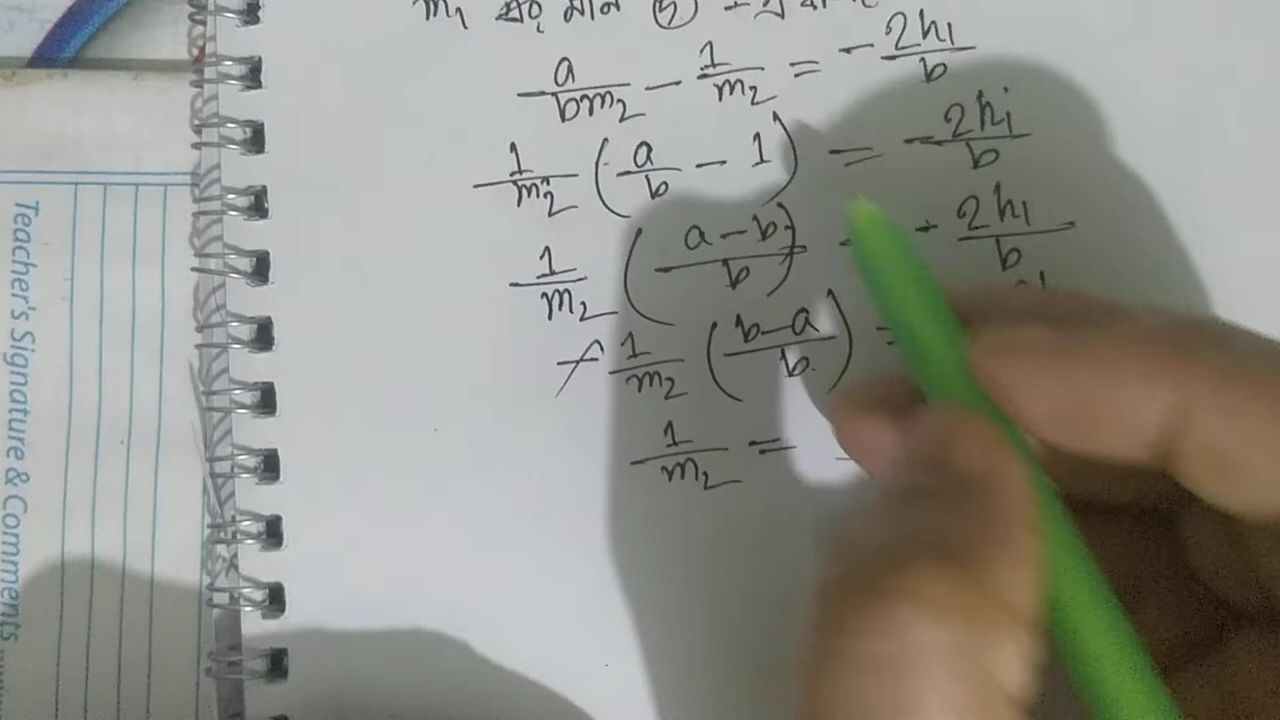 m₁ এর মান ⑤
a/(bm₂) − 1/m₂ = −2h₁/b
1/m₂ (a/b − 1) = −2h₁/b
1/m₂ ((a−b)/b) = −2h₁/b
−1/m₂ ((b−a)/b) =
1/m₂ =
Teacher's Signature & Comments